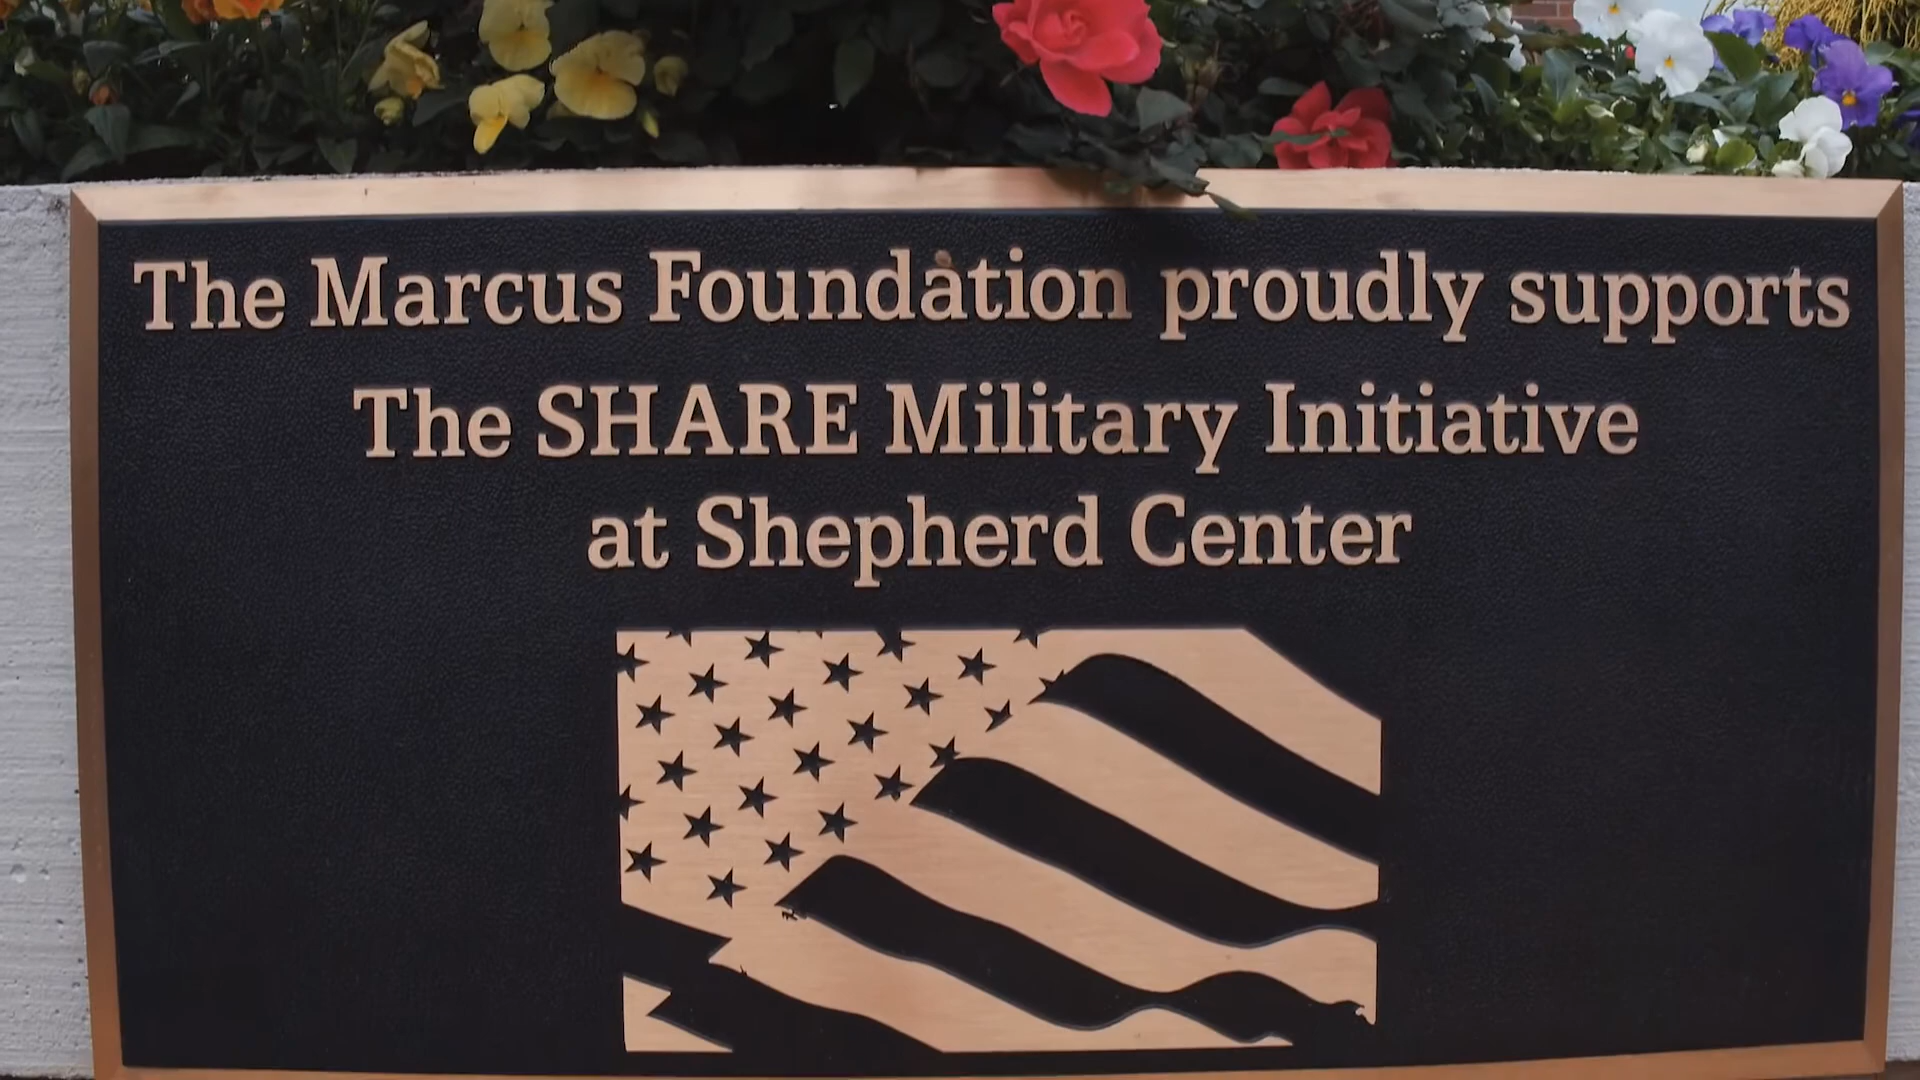 The Marcus Foundation proudly supports
The SHARE Military Initiative
at Shepherd Center